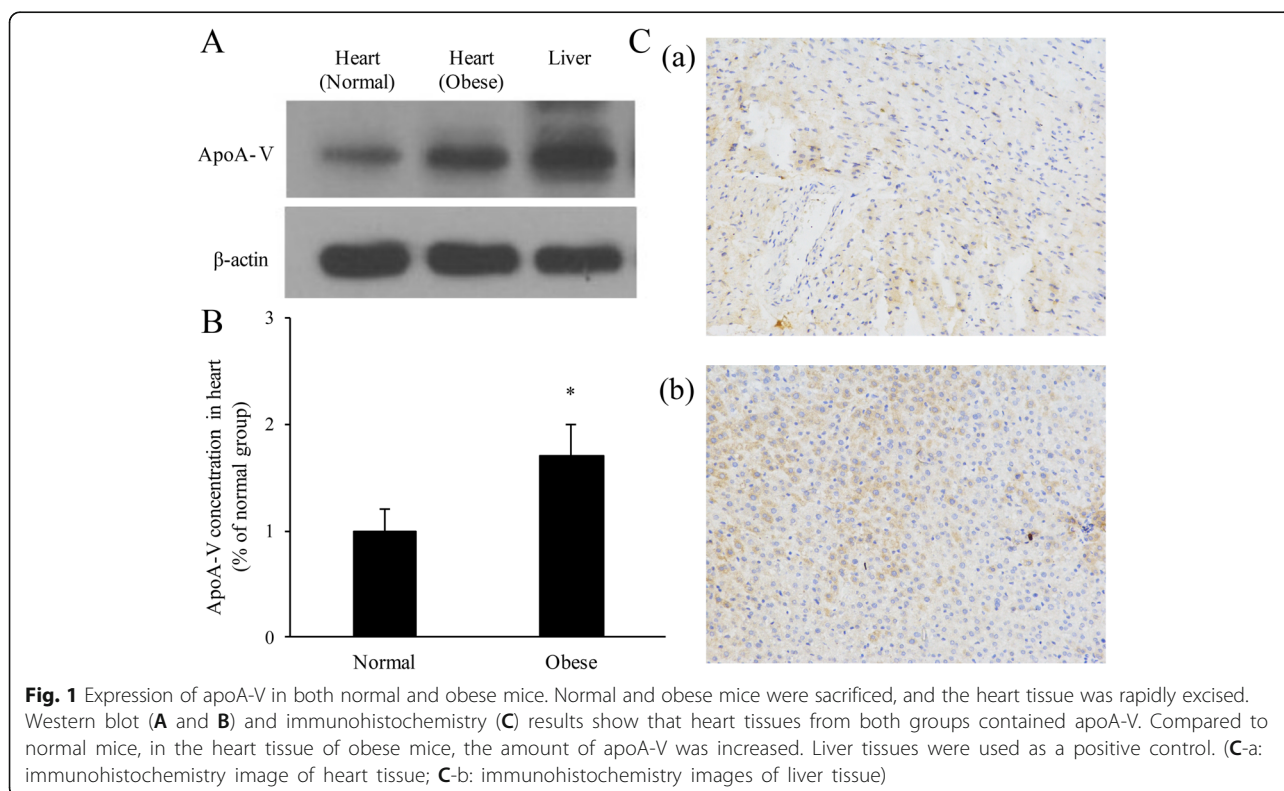 A
Heart
(Normal)
Heart
(Obese)
Liver
ApoA-V
β-actin
B
ApoA-V concentration in heart
(% of normal group)
3
2
1
0
*
Normal
Obese
C
(a)
(b)
Fig. 1 Expression of apoA-V in both normal and obese mice. Normal and obese mice were sacrificed, and the heart tissue was rapidly excised.
Western blot (A and B) and immunohistochemistry (C) results show that heart tissues from both groups contained apoA-V. Compared to
normal mice, in the heart tissue of obese mice, the amount of apoA-V was increased. Liver tissues were used as a positive control. (C-a:
immunohistochemistry image of heart tissue; C-b: immunohistochemistry images of liver tissue)